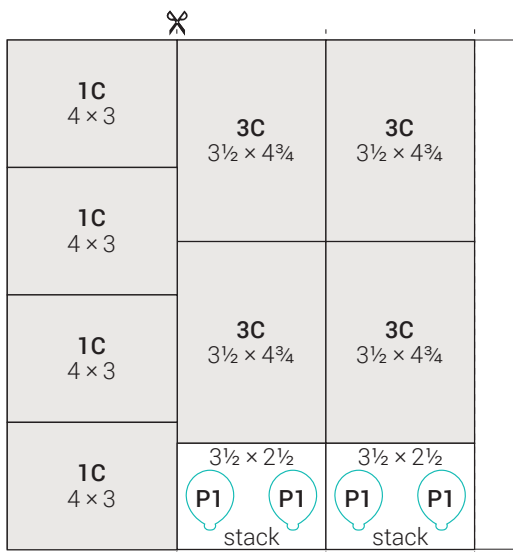 1C
4 × 3
1C
4 × 3
1C
4 × 3
1C
4 × 3
3C
3½ × 4¾
3C
3½ × 4¾
3½ × 2½
P1 P1
stack
3C
3½ × 4¾
3C
3½ × 4¾
3½ × 2½
P1 P1
stack